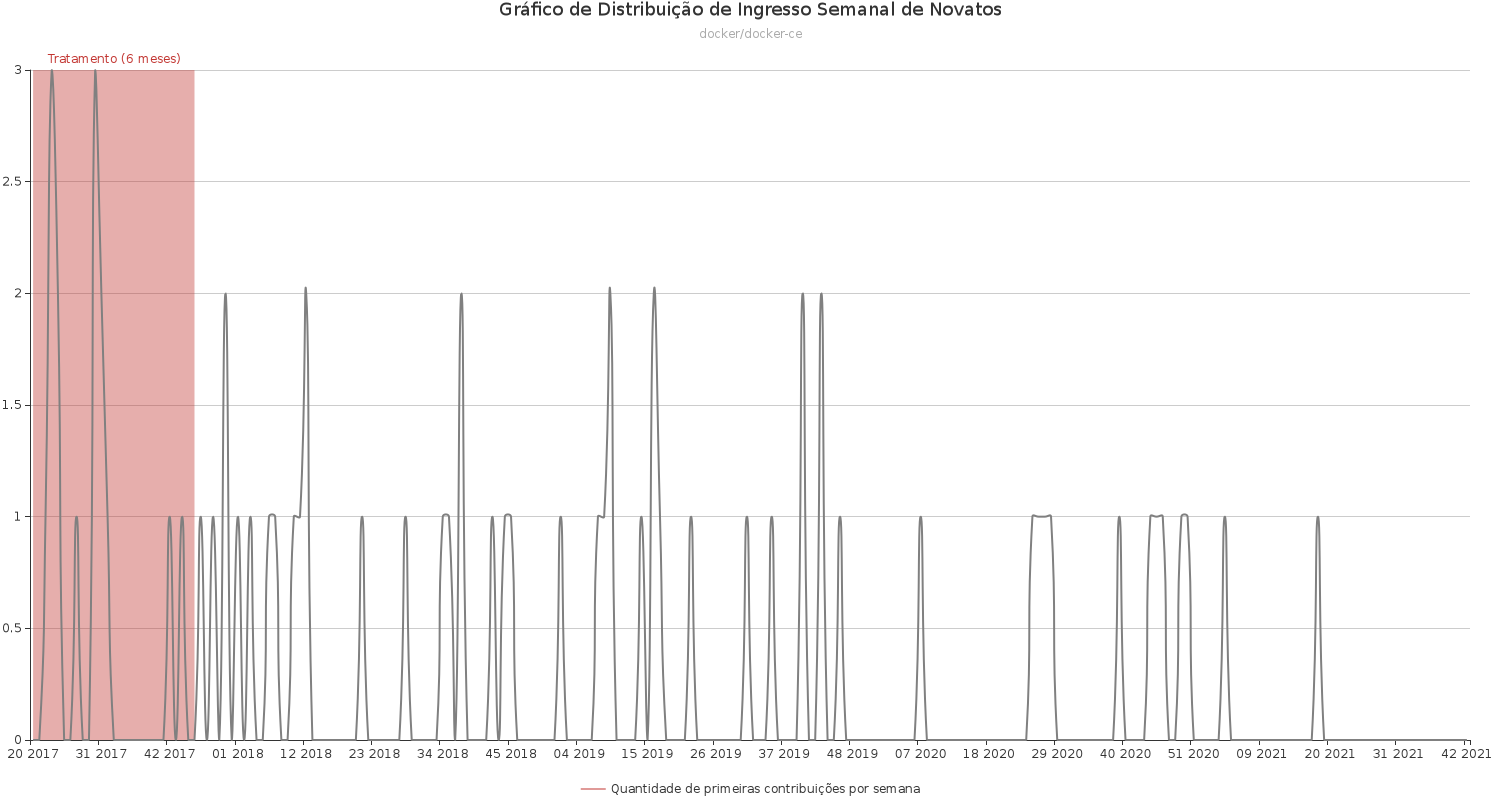 Gráfico de Distribuição de Ingresso Semanal de Novatos
docker/docker-ce
Tratamento (6 meses)
3
2.5
2
1.5
1
0.5
0
20 2017 31 2017 42 2017 01 2018 12 2018 23 2018 34 2018 45 2018 04 2019 15 2019 26 2019 37 2019 48 2019 07 2020 18 2020 29 2020 40 2020 51 2020 09 2021 20 2021 31 2021 42 2021
Quantidade de primeiras contribuições por semana